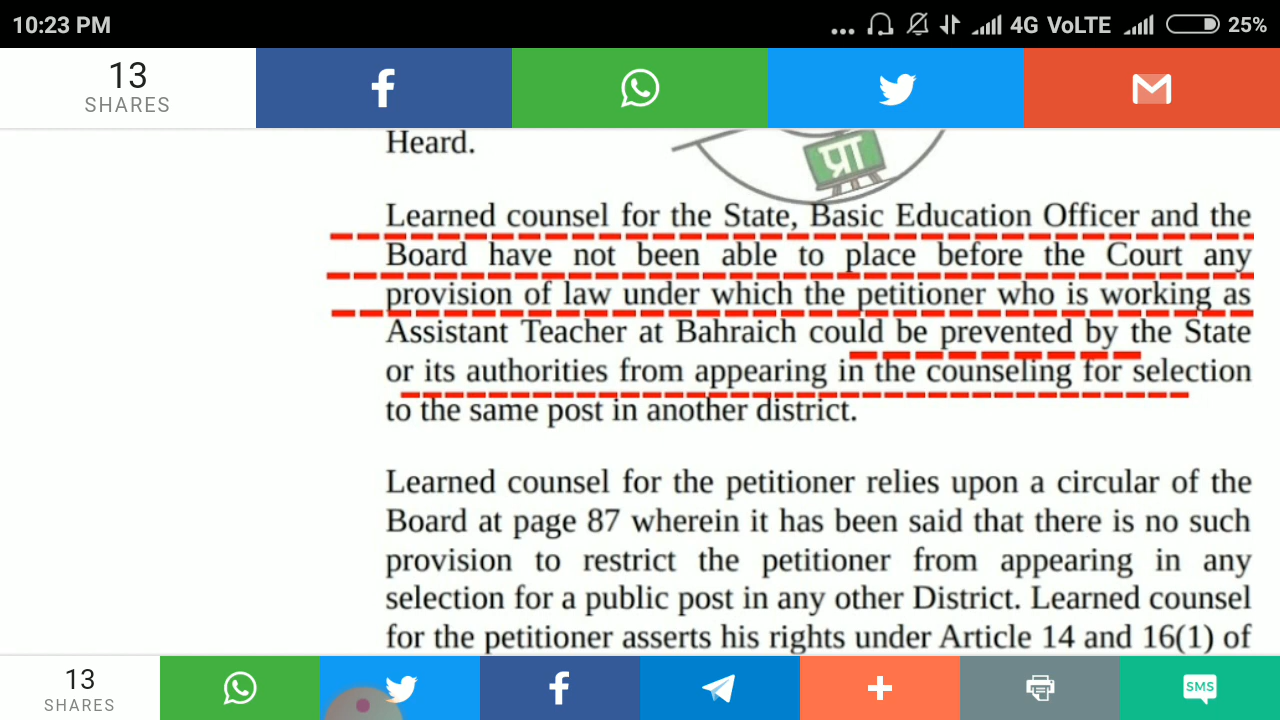 10:23 PM
4G VoLTE
25%
13
SHARES
Heard.
प्रा
Learned counsel for the State, Basic Education Officer and the
Board have not been able to place before the Court any
provision of law under which the petitioner who is working as
Assistant Teacher at Bahraich could be prevented by the State
or its authorities from appearing in the counseling for selection
to the same post in another district.
Learned counsel for the petitioner relies upon a circular of the
Board at page 87 wherein it has been said that there is no such
provision to restrict the petitioner from appearing in any
selection for a public post in any other District. Learned counsel
for the petitioner asserts his rights under Article 14 and 16(1) of
13
SHARES
SMS